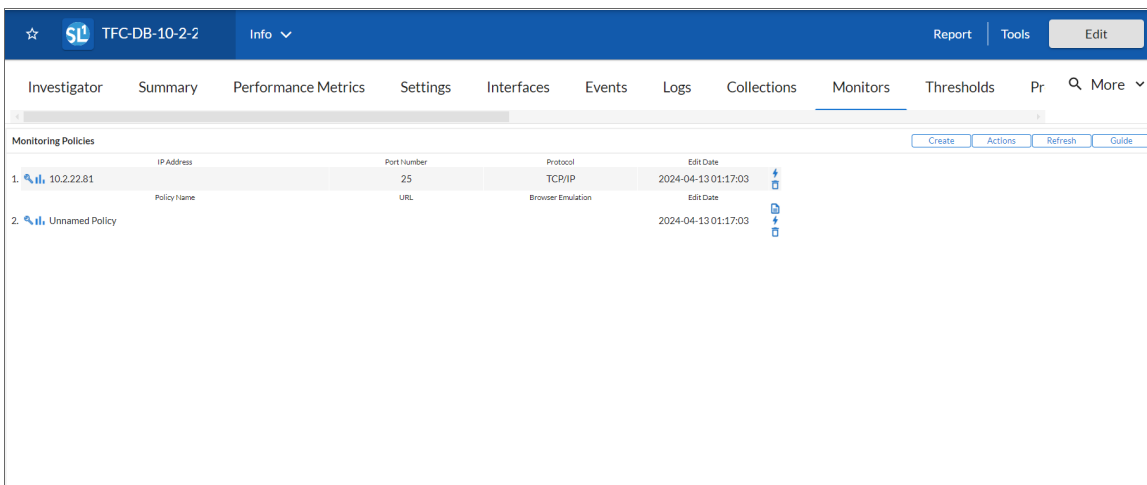 SL1 TFC-DB-10-2-2 Info Report Tools Edit
Investigator Summary Performance Metrics Settings Interfaces Events Logs Collections Monitors Thresholds Pr More
Monitoring Policies Create Actions Refresh Guide
IP Address Port Number Protocol Edit Date
1. 10.2.22.81 25 TCP/IP 2024-04-13 01:17:03
Policy Name URL Browser Emulation Edit Date
2. Unnamed Policy 2024-04-13 01:17:03